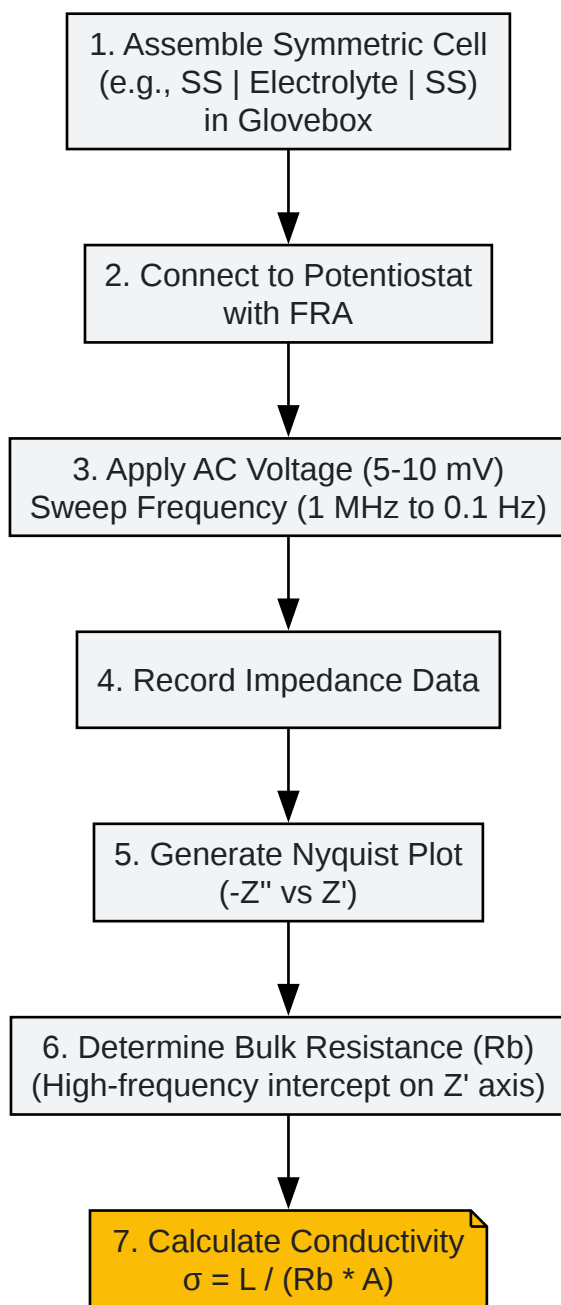 1. Assemble Symmetric Cell
(e.g., SS | Electrolyte | SS)
in Glovebox
2. Connect to Potentiostat
with FRA
3. Apply AC Voltage (5-10 mV)
Sweep Frequency (1 MHz to 0.1 Hz)
4. Record Impedance Data
5. Generate Nyquist Plot
(-Z'' vs Z')
6. Determine Bulk Resistance (Rb)
(High-frequency intercept on Z' axis)
7. Calculate Conductivity
σ = L / (Rb * A)